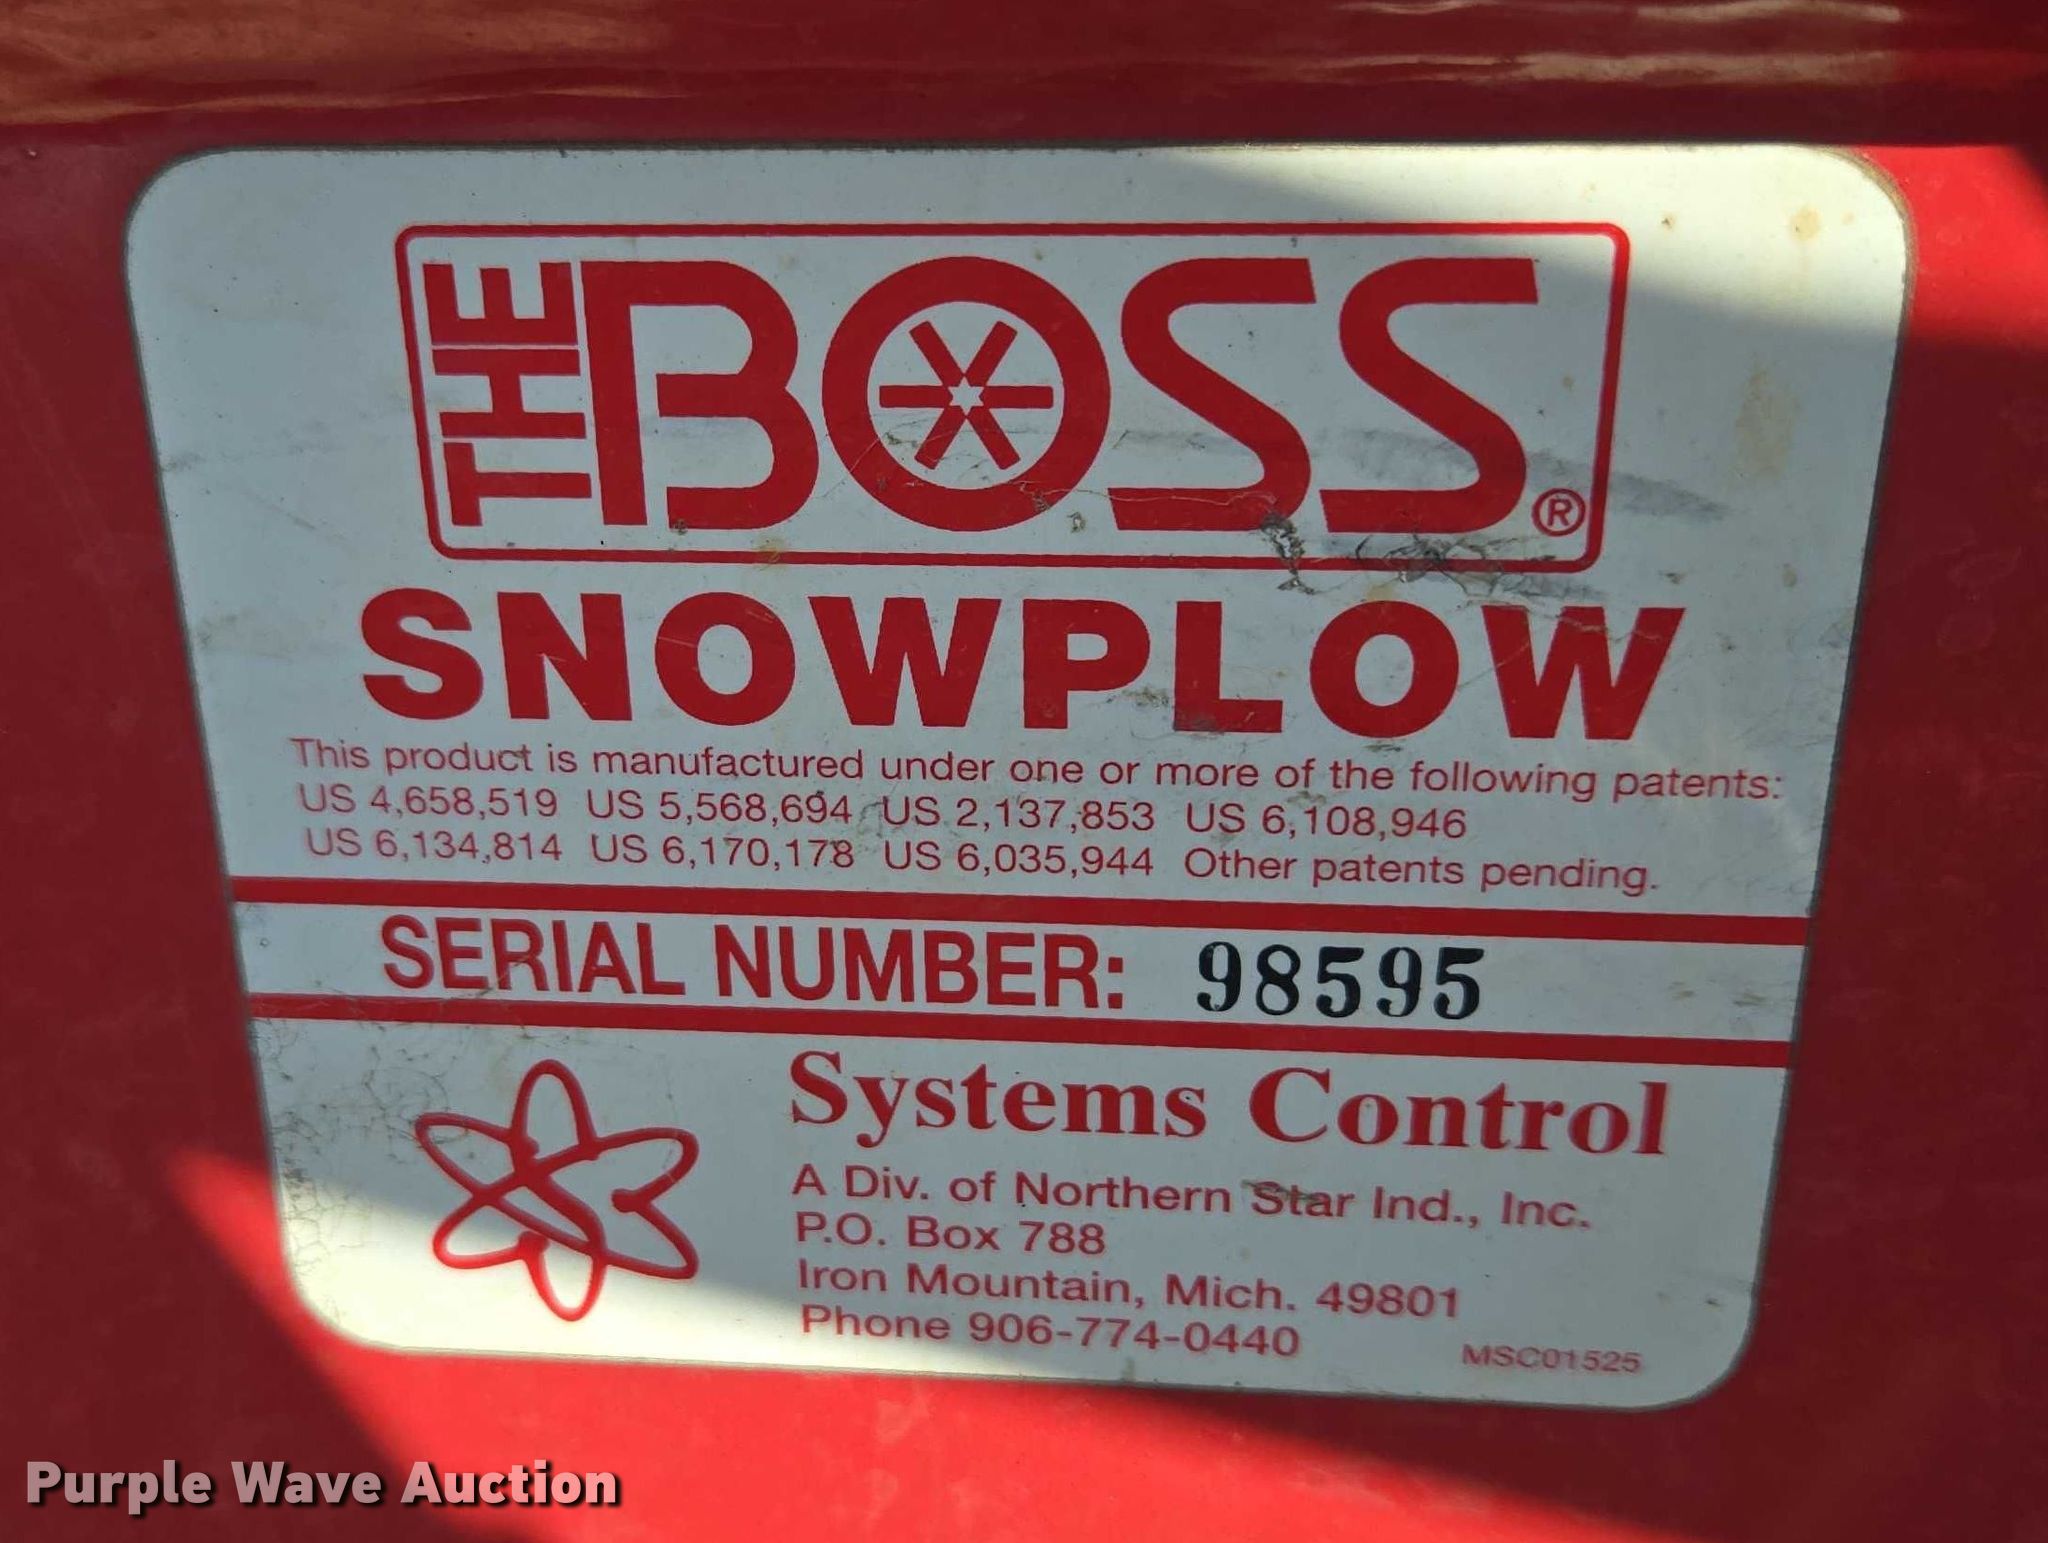 THE BOSS®
SNOWPLOW
This product is manufactured under one or more of the following patents:
US 4,658,519 US 5,568,694 US 2,137,853 US 6,108,946
US 6,134,814 US 6,170,178 US 6,035,944 Other patents pending.
SERIAL NUMBER: 98595
Systems Control
A Div. of Northern Star Ind., Inc.
P.O. Box 788
Iron Mountain, Mich. 49801
Phone 906-774-0440
MSC01525
Purple Wave Auction